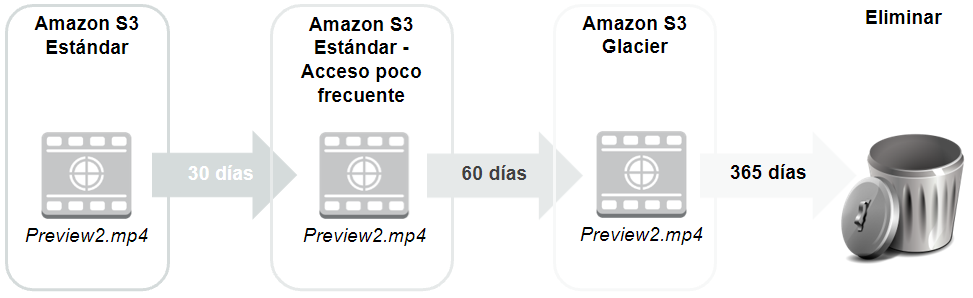 Amazon S3
Estándar
Amazon S3
Estándar -
Acceso poco
frecuente
Amazon S3
Glacier
Eliminar
30 días
60 días
365 días
Preview2.mp4
Preview2.mp4
Preview2.mp4